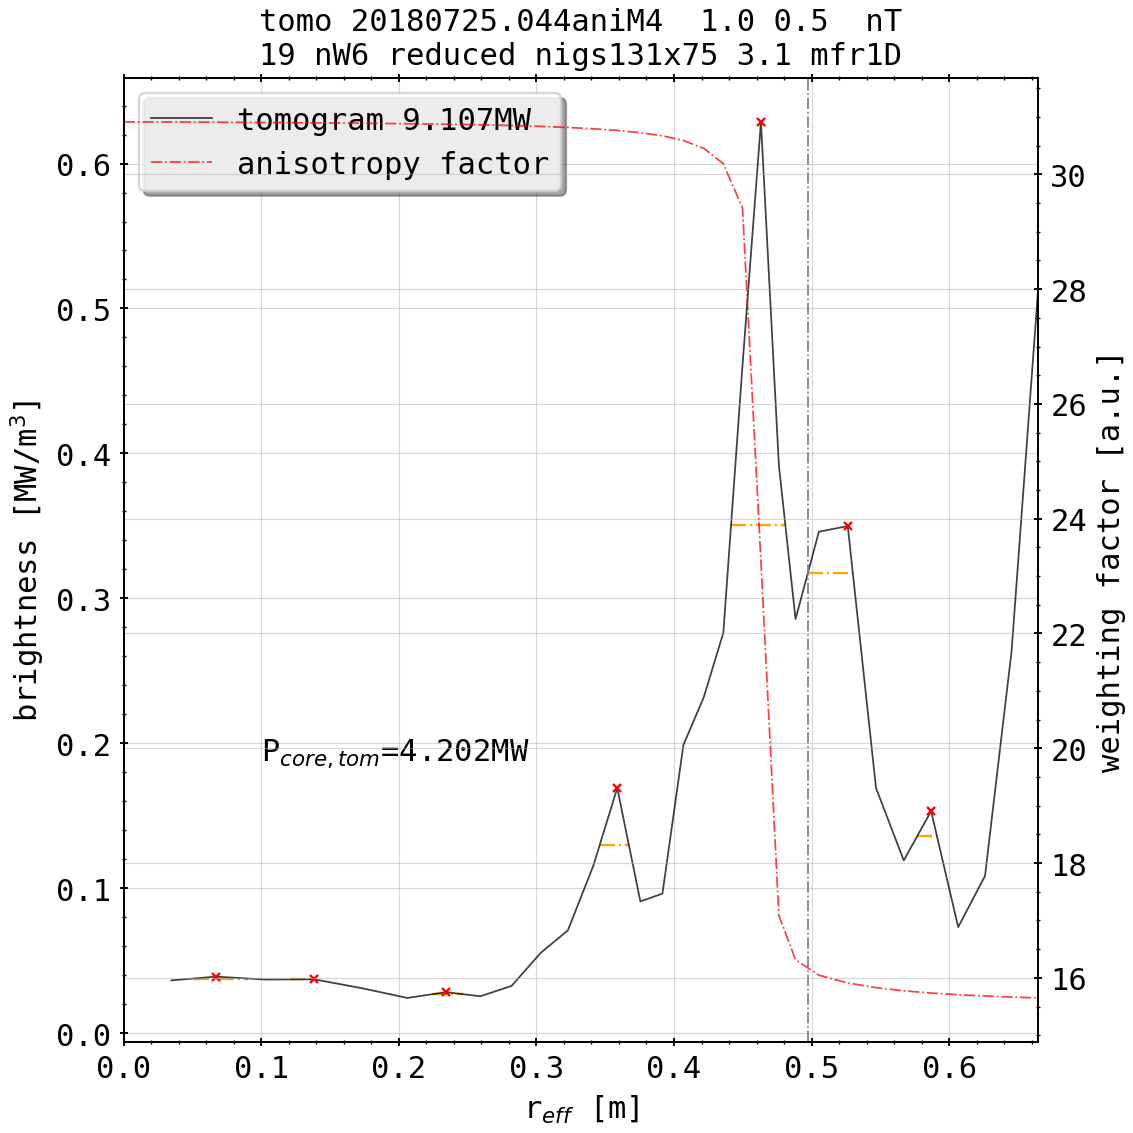 tomo 20180725.044aniM4  1.0 0.5  nT
19 nW6 reduced nigs131x75 3.1 mfr1D
tomogram 9.107MW
anisotropy factor
brightness [MW/m³]
0.6
0.5
0.4
0.3
0.2
0.1
0.0
P_core,tom=4.202MW
30
28
26
24
22
20
18
16
weighting factor [a.u.]
0.0 0.1 0.2 0.3 0.4 0.5 0.6
r_eff [m]